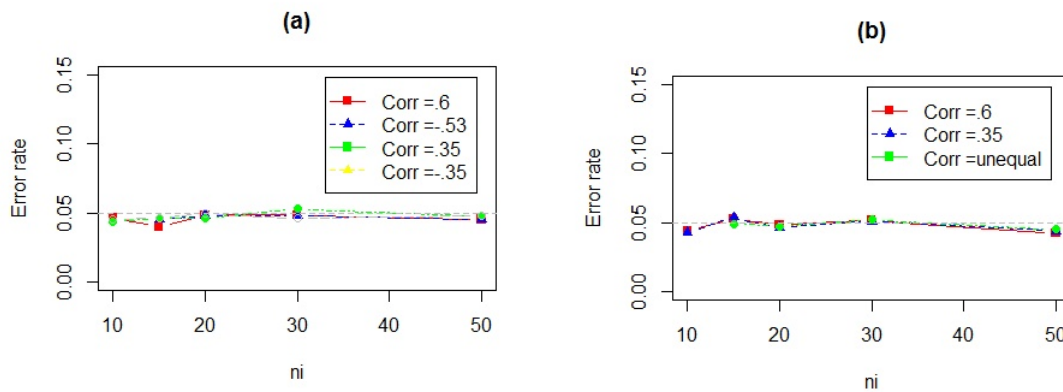 (a)
Error rate
0.15
0.10
0.05
0.00
Corr =.6
Corr=-.53
Corr =.35
Corr =-.35
10 20 30 40 50
ni
(b)
Error rate
0.15
0.10
0.05
0.00
Corr =.6
Corr =.35
Corr =unequal
10 20 30 40 50
ni